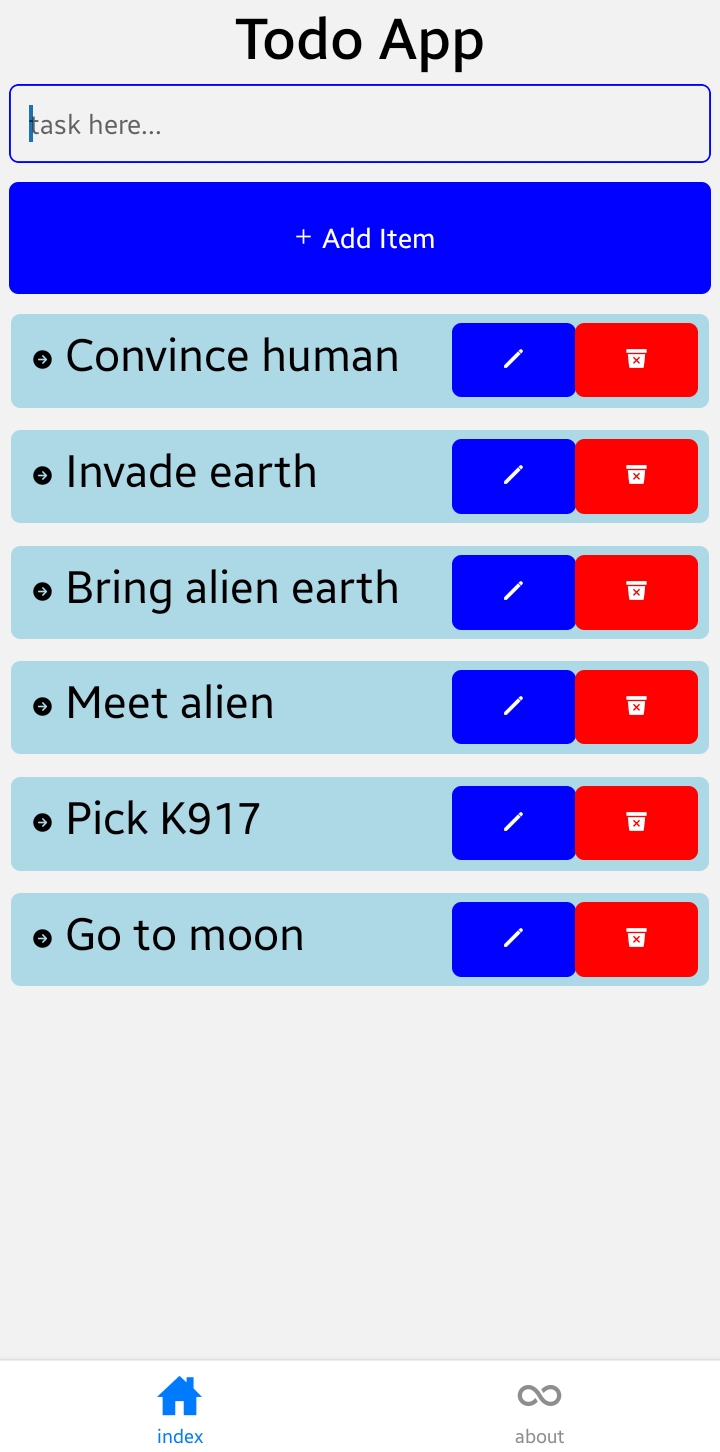 Todo App
task here...
+ Add Item
Convince human
Invade earth
Bring alien earth
Meet alien
Pick K917
Go to moon
index
about